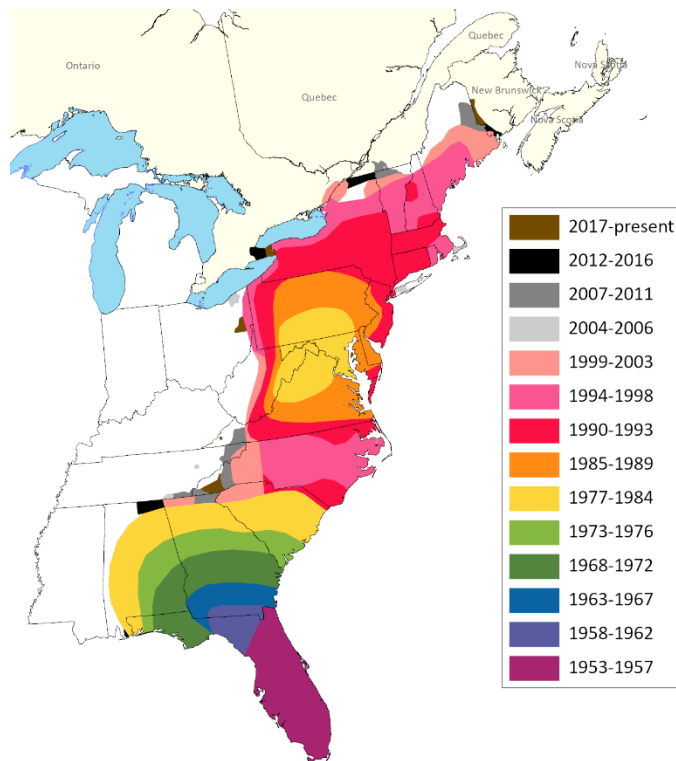 Quebec
Ontario
Nova Scotia
New Brunswick
Quebec
Nova Scotia
2017-present
2012-2016
2007-2011
2004-2006
1999-2003
1994-1998
1990-1993
1985-1989
1977-1984
1973-1976
1968-1972
1963-1967
1958-1962
1953-1957